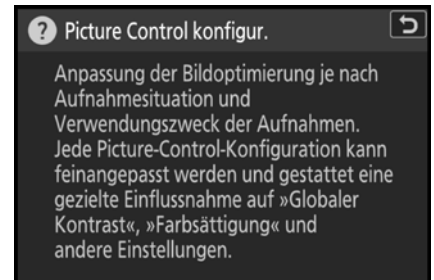 ? Picture Control konfigur.
Anpassung der Bildoptimierung je nach
Aufnahmesituation und
Verwendungszweck der Aufnahmen.
Jede Picture-Control-Konfiguration kann
feinangepasst werden und gestattet eine
gezielte Einflussnahme auf »Globaler
Kontrast«, »Farbsättigung« und
andere Einstellungen.